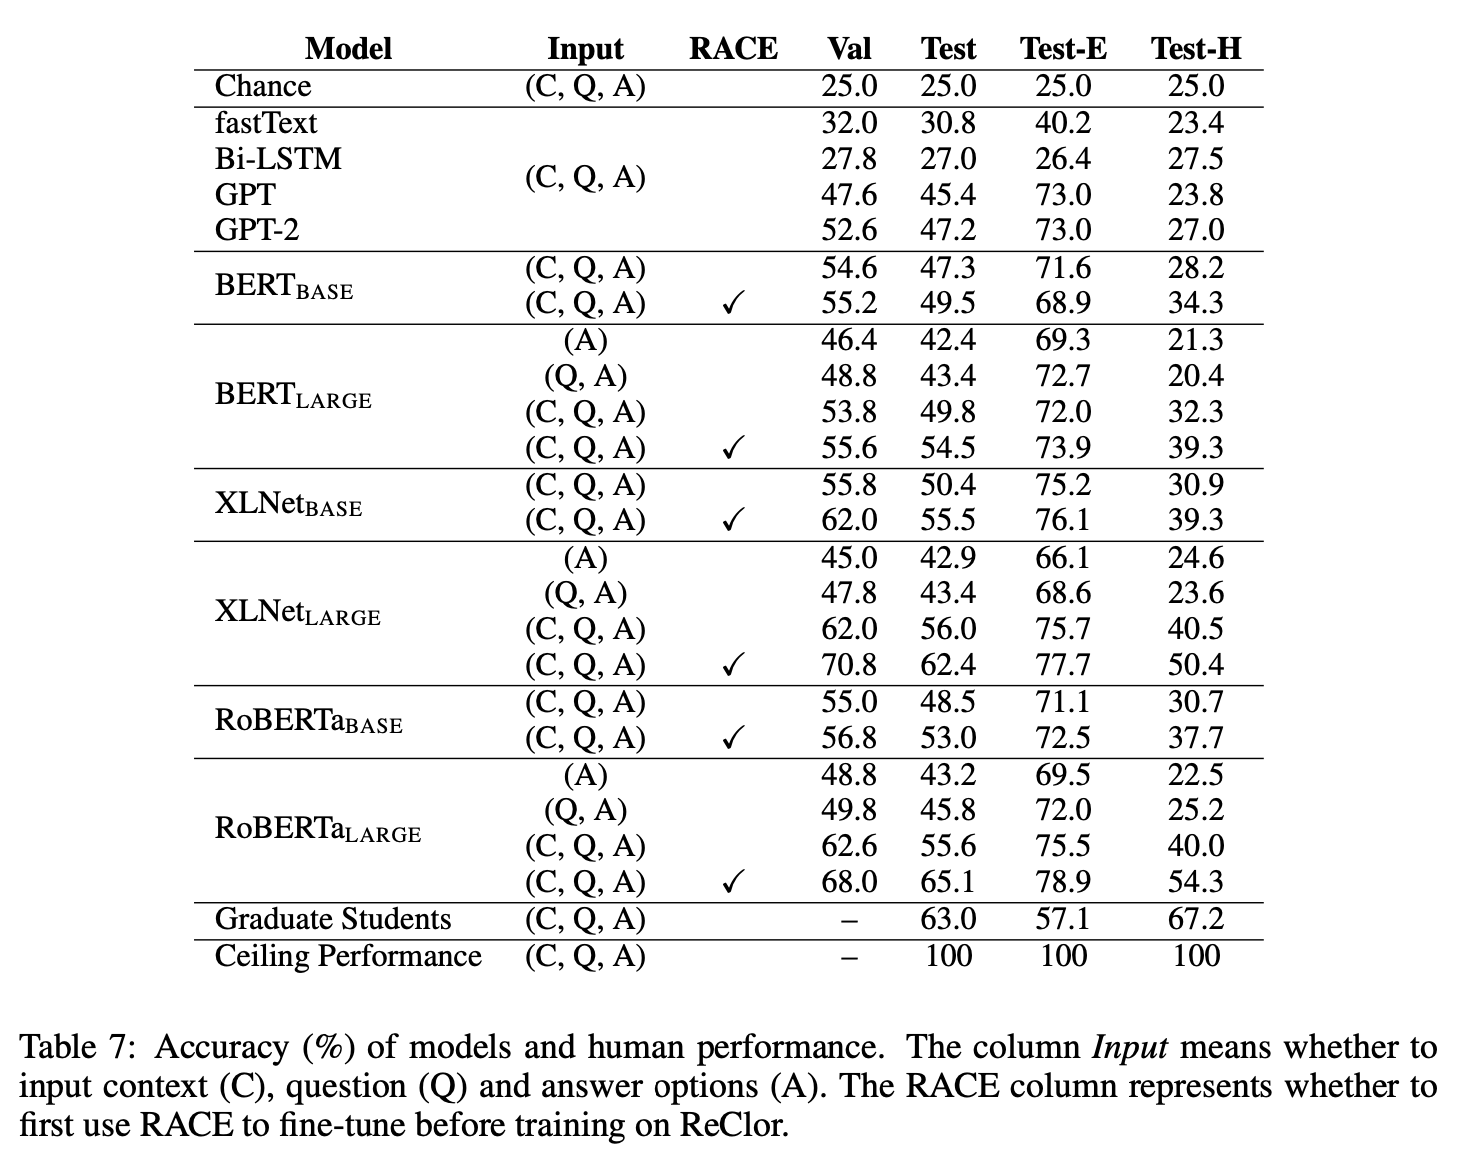 Model Input RACE Val Test Test-E Test-H
Chance (C, Q, A) 25.0 25.0 25.0 25.0
fastText 32.0 30.8 40.2 23.4
Bi-LSTM 27.8 27.0 26.4 27.5
(C, Q, A)
GPT 47.6 45.4 73.0 23.8
GPT-2 52.6 47.2 73.0 27.0
BERTBASE
(C, Q, A) 54.6 47.3 71.6 28.2
(C, Q, A) ✓ 55.2 49.5 68.9 34.3
BERTLARGE
(A) 46.4 42.4 69.3 21.3
(Q, A) 48.8 43.4 72.7 20.4
(C, Q, A) 53.8 49.8 72.0 32.3
(C, Q, A) ✓ 55.6 54.5 73.9 39.3
XLNetBASE
(C, Q, A) 55.8 50.4 75.2 30.9
(C, Q, A) ✓ 62.0 55.5 76.1 39.3
XLNetLARGE
(A) 45.0 42.9 66.1 24.6
(Q, A) 47.8 43.4 68.6 23.6
(C, Q, A) 62.0 56.0 75.7 40.5
(C, Q, A) ✓ 70.8 62.4 77.7 50.4
RoBERTaBASE
(C, Q, A) 55.0 48.5 71.1 30.7
(C, Q, A) ✓ 56.8 53.0 72.5 37.7
RoBERTaLARGE
(A) 48.8 43.2 69.5 22.5
(Q, A) 49.8 45.8 72.0 25.2
(C, Q, A) 62.6 55.6 75.5 40.0
(C, Q, A) ✓ 68.0 65.1 78.9 54.3
Graduate Students (C, Q, A) – 63.0 57.1 67.2
Ceiling Performance (C, Q, A) – 100 100 100
Table 7: Accuracy (%) of models and human performance. The column Input means whether to
input context (C), question (Q) and answer options (A). The RACE column represents whether to
first use RACE to fine-tune before training on ReClor.